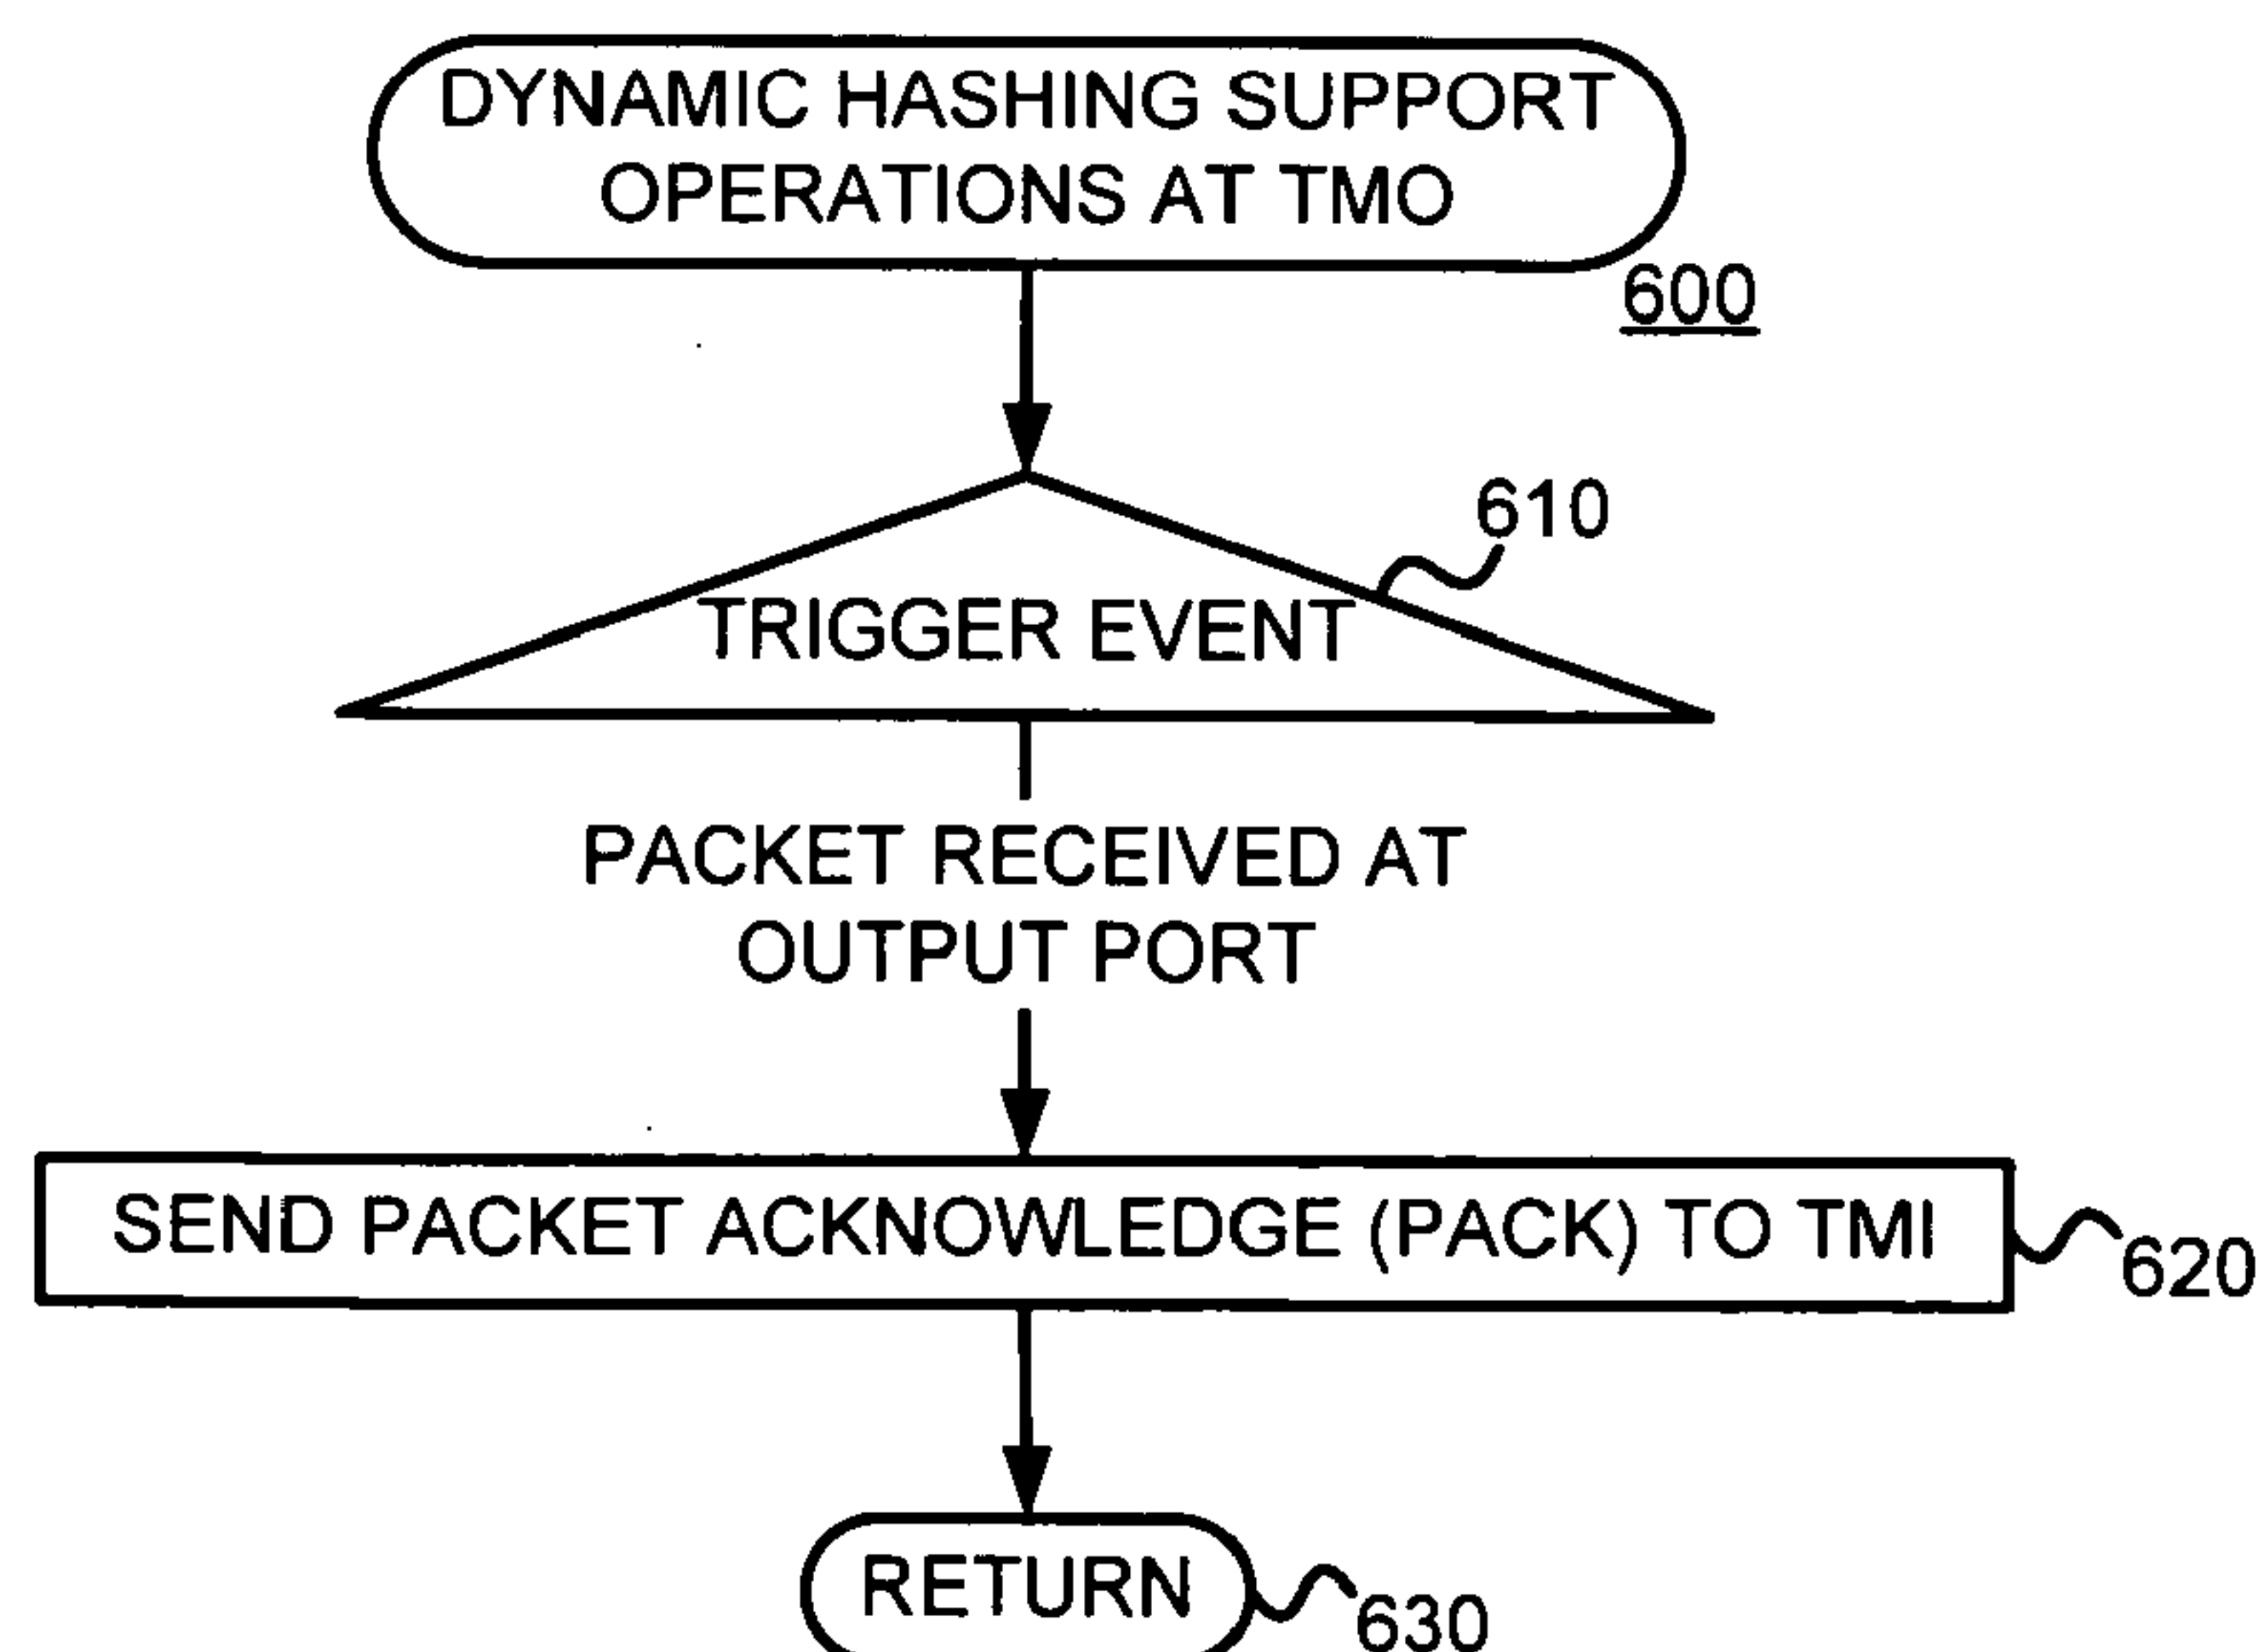 DYNAMIC HASHING SUPPORT
OPERATIONS AT TMO
600
610
TRIGGER EVENT
PACKET RECEIVED AT
OUTPUT PORT
SEND PACKET ACKNOWLEDGE (PACK) TO TMI
620
RETURN
630